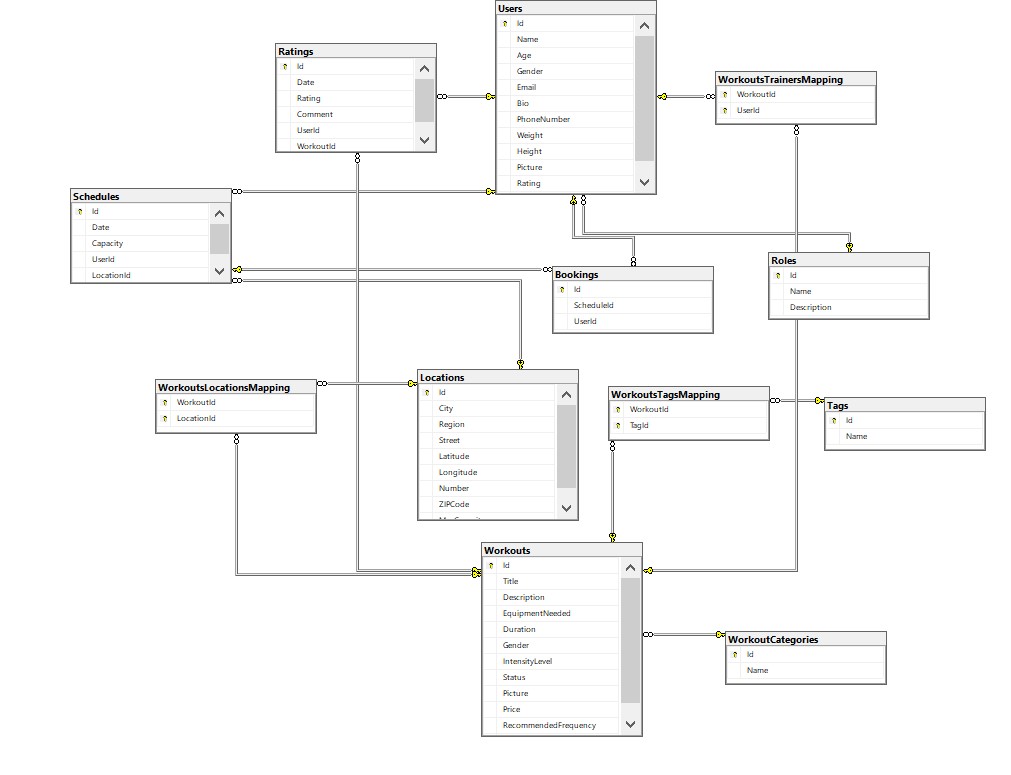 Users
Id
Name
Age
Gender
Email
Bio
PhoneNumber
Weight
Height
Picture
Rating
Ratings
Id
Date
Rating
Comment
UserId
WorkoutId
WorkoutsTrainersMapping
WorkoutId
UserId
Schedules
Id
Date
Capacity
UserId
LocationId
Bookings
Id
ScheduleId
UserId
Roles
Id
Name
Description
WorkoutsLocationsMapping
WorkoutId
LocationId
Locations
Id
City
Region
Street
Latitude
Longitude
Number
ZIPCode
WorkoutsTagsMapping
WorkoutId
TagId
Tags
Id
Name
Workouts
Id
Title
Description
EquipmentNeeded
Duration
Gender
IntensityLevel
Status
Picture
Price
RecommendedFrequency
WorkoutCategories
Id
Name